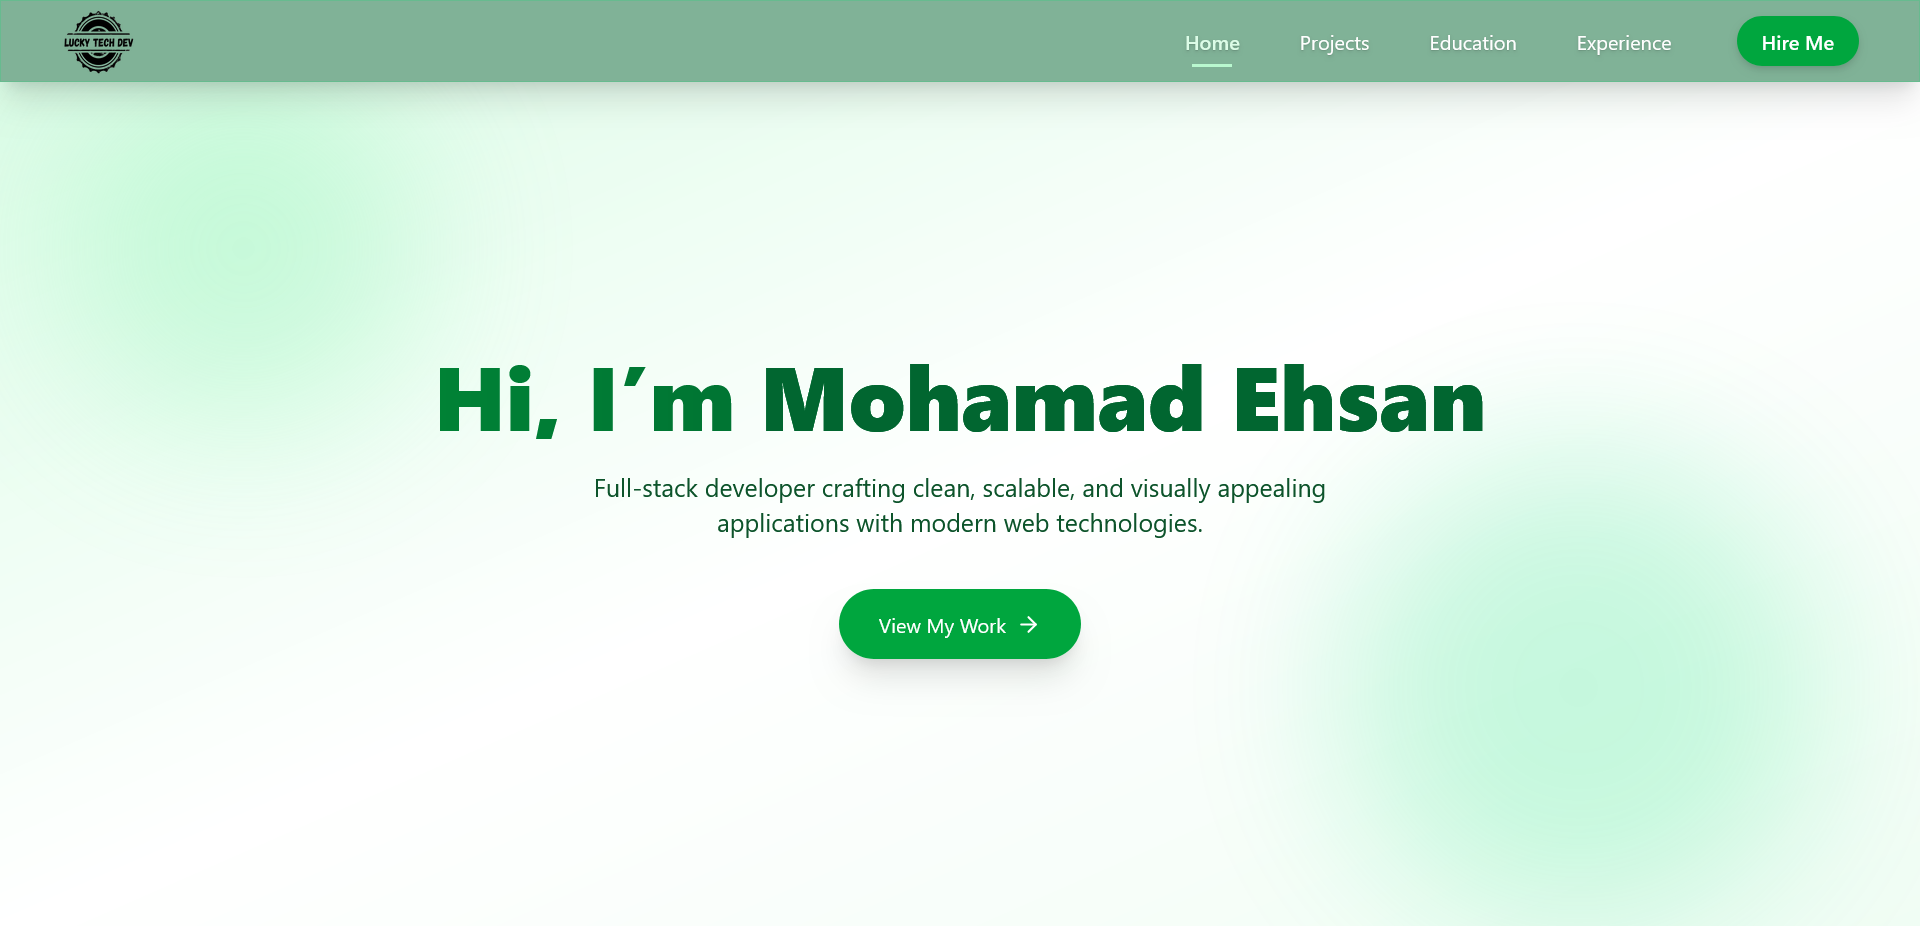 LUCKY TECH DEV
Home
Projects
Education
Experience
Hire Me
Hi, I’m Mohamad Ehsan
Full-stack developer crafting clean, scalable, and visually appealing
applications with modern web technologies.
View My Work